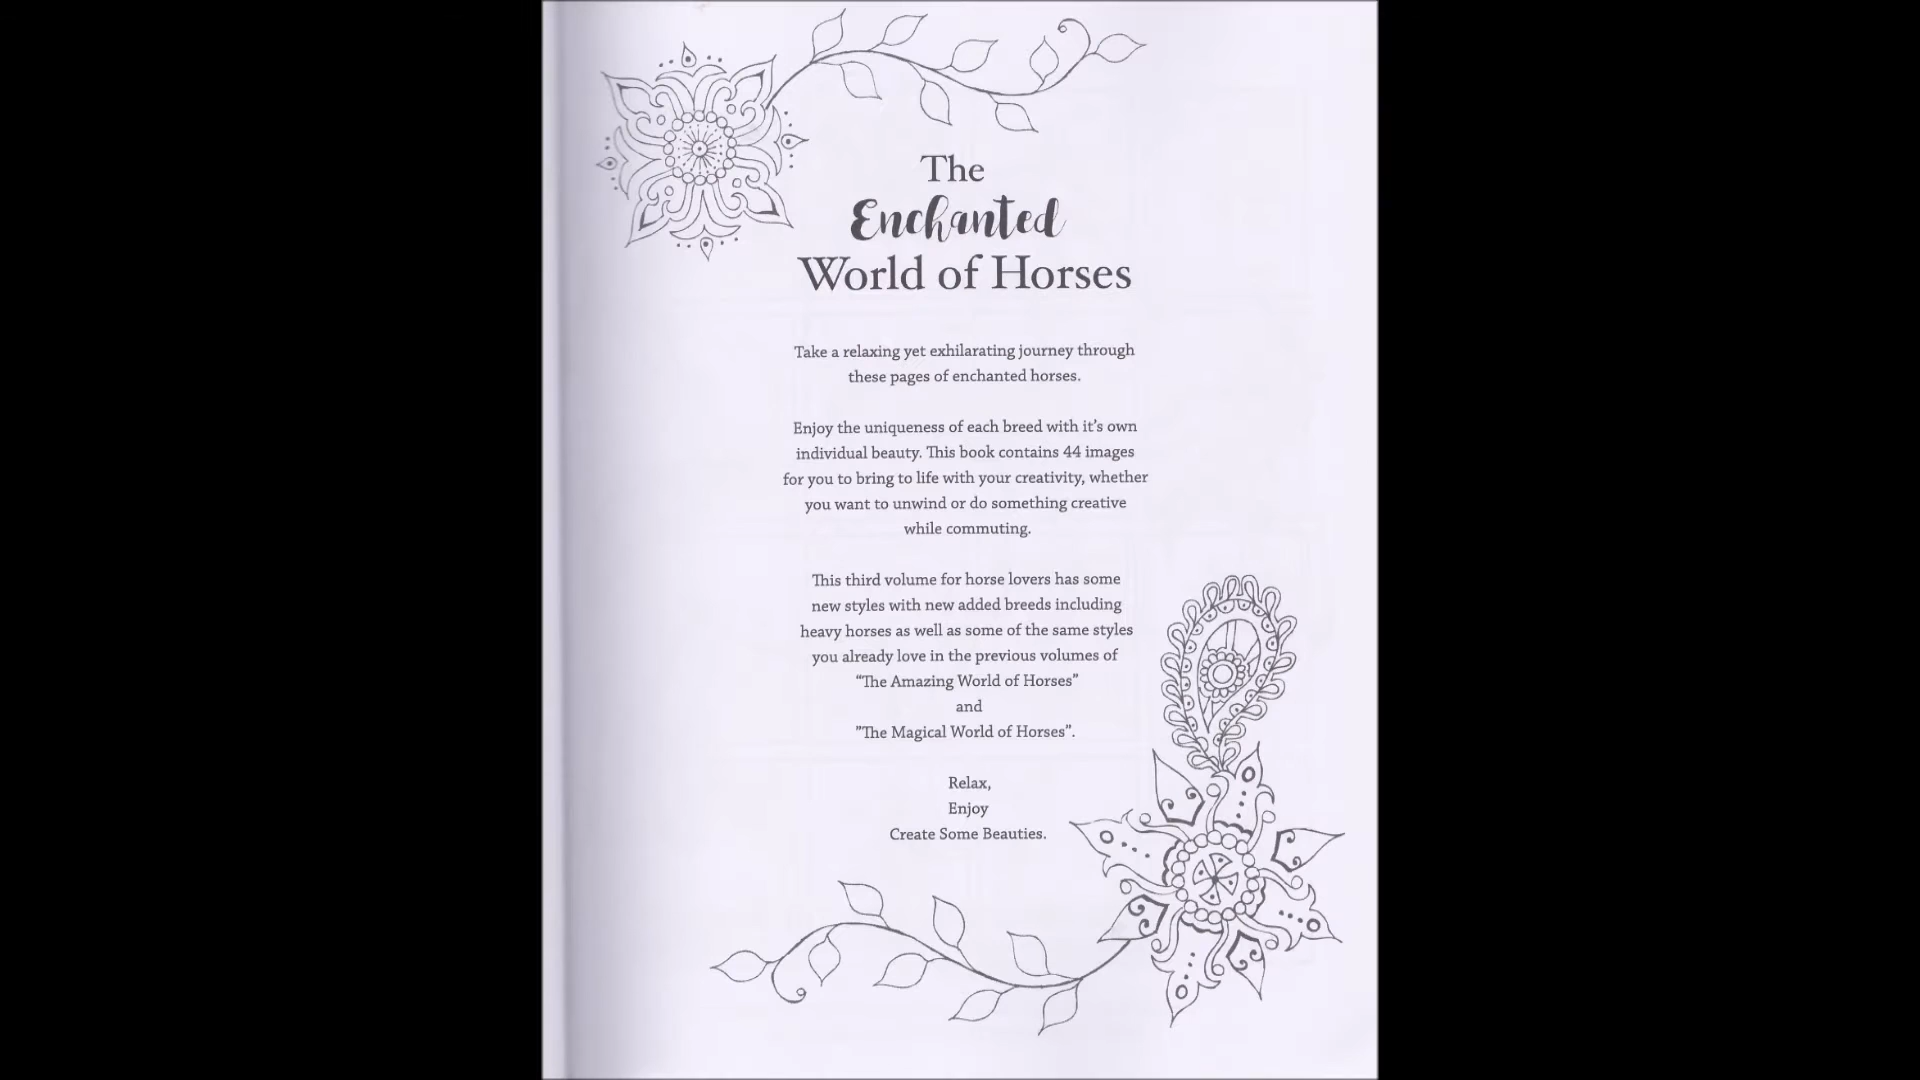 The
Enchanted
World of Horses
Take a relaxing yet exhilarating journey through
these pages of enchanted horses.
Enjoy the uniqueness of each breed with it's own
individual beauty. This book contains 44 images
for you to bring to life with your creativity, whether
you want to unwind or do something creative
while commuting.
This third volume for horse lovers has some
new styles with new added breeds including
heavy horses as well as some of the same styles
you already love in the previous volumes of
“The Amazing World of Horses”
and
”The Magical World of Horses”.
Relax,
Enjoy
Create Some Beauties.